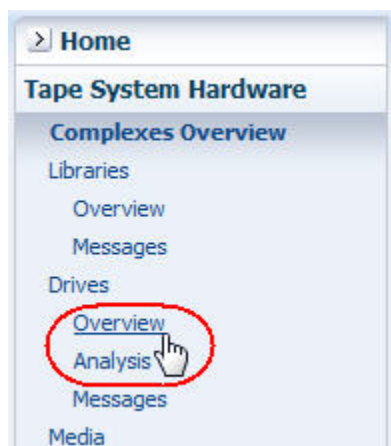 Home
Tape System Hardware
Complexes Overview
Libraries
Overview
Messages
Drives
Overview
Analysis
Messages
Media